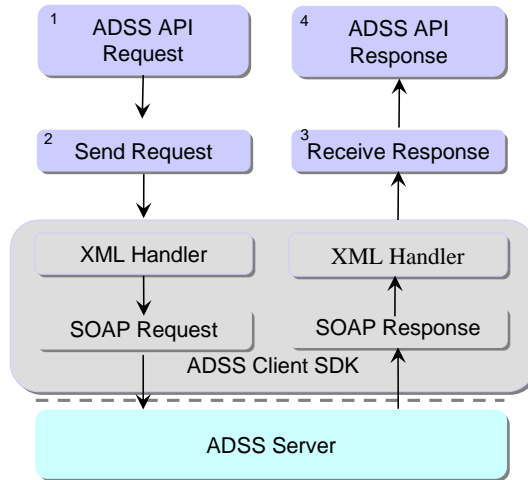 1
ADSS API
Request
4
ADSS API
Response
2
Send Request
3
Receive Response
XML Handler
XML Handler
SOAP Request
SOAP Response
ADSS Client SDK
ADSS Server